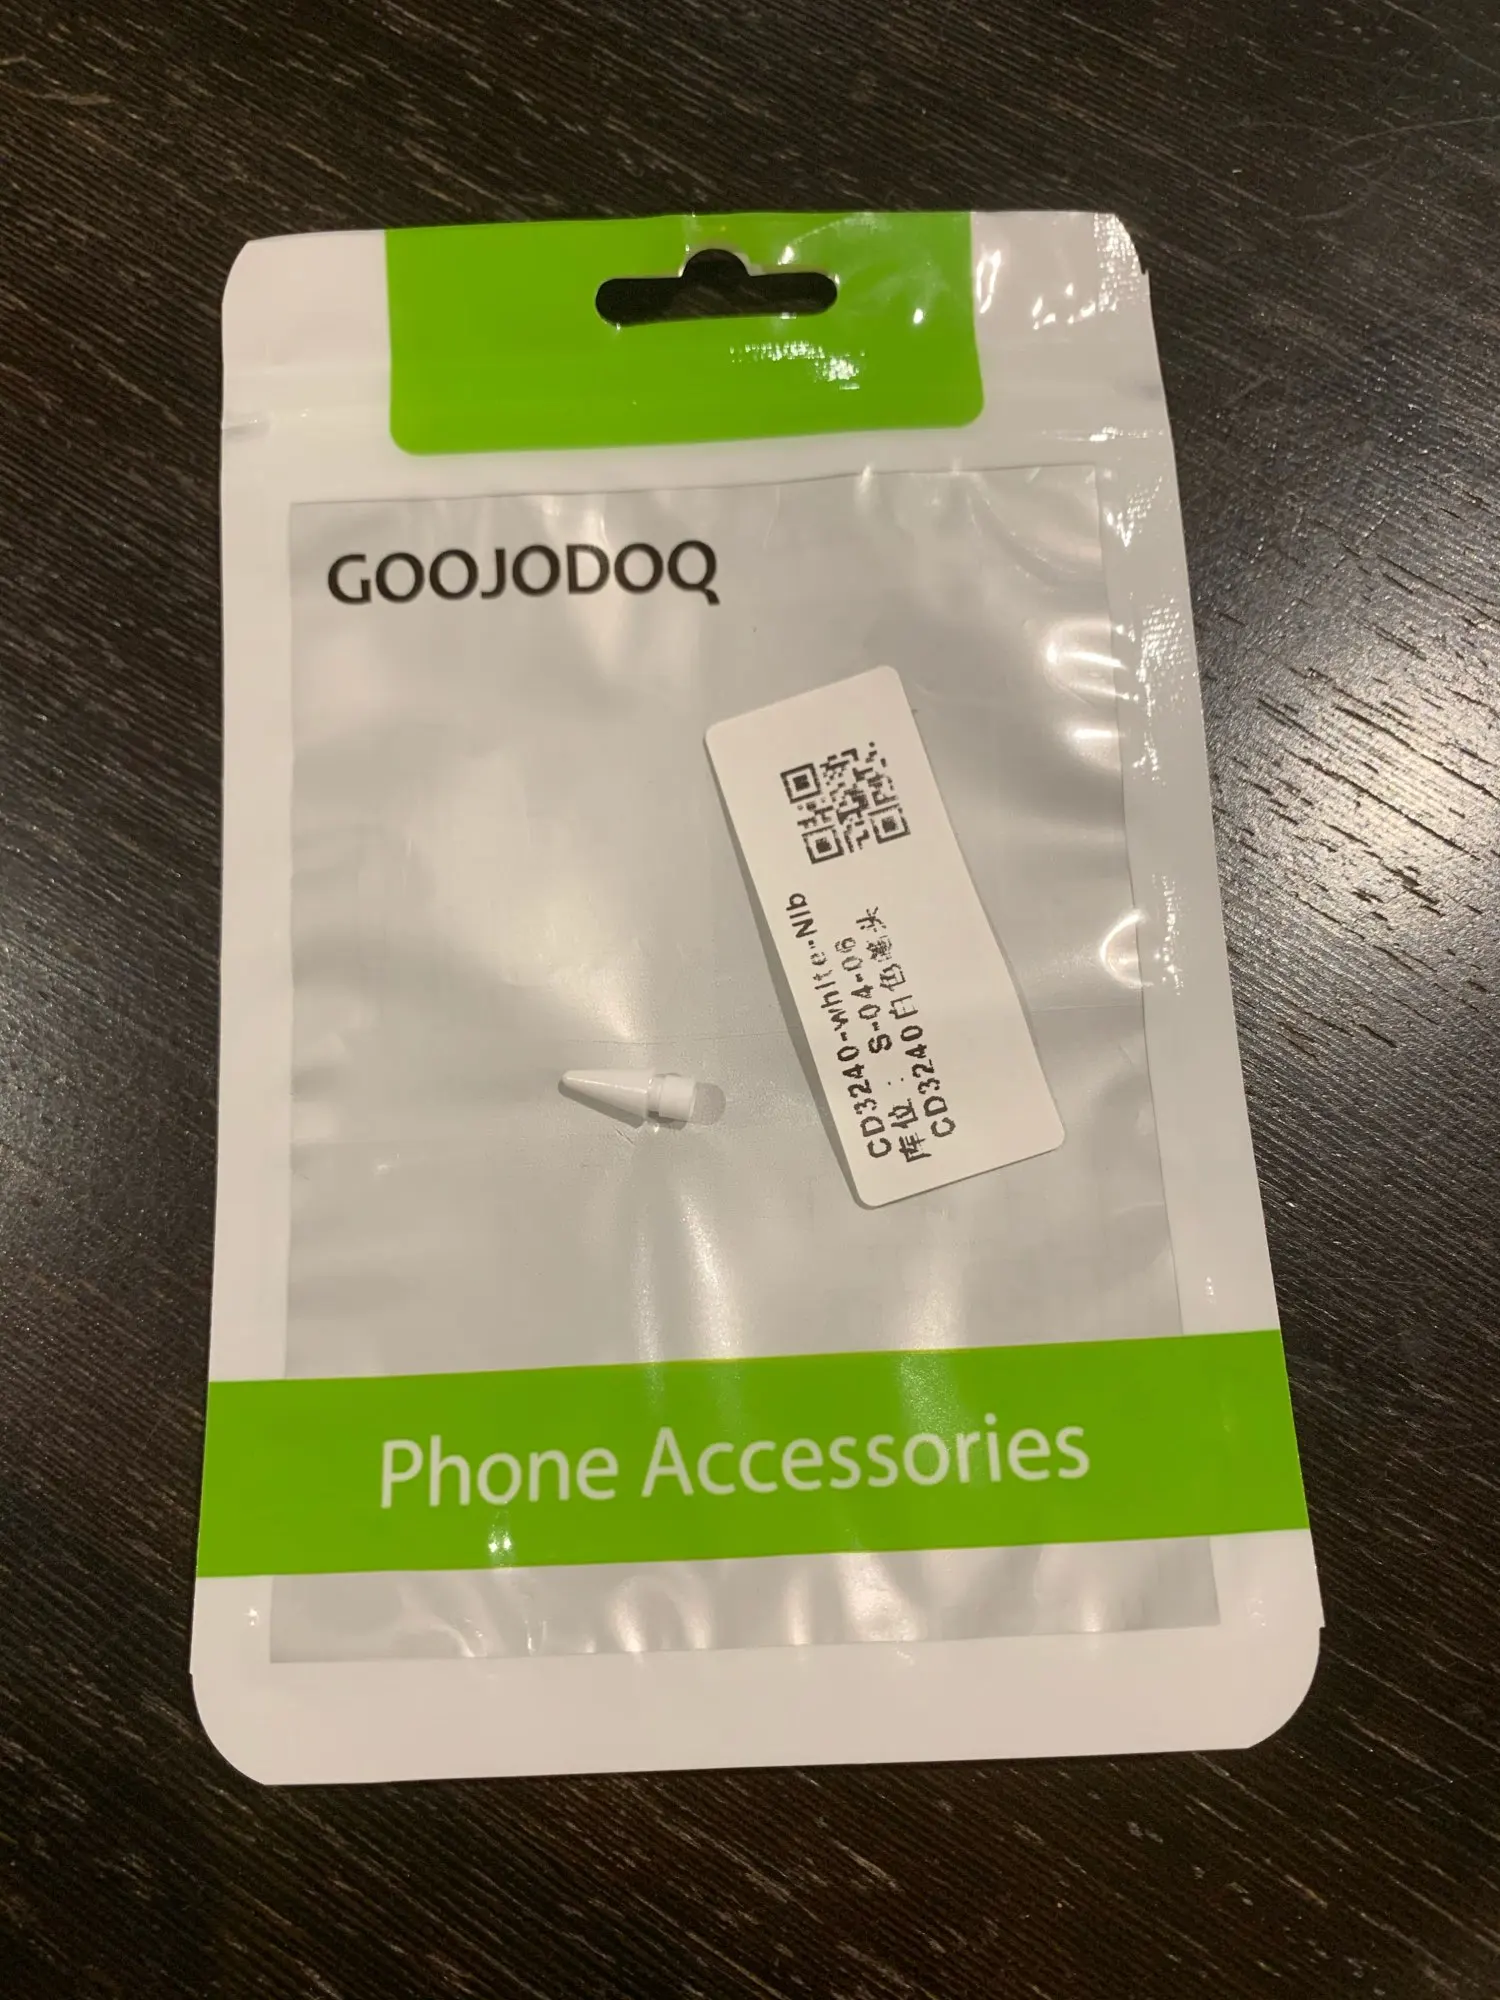 GOOJODOQ
CD3240-white-Nib
库位： S-04-06
CD3240白色笔头
Phone Accessories